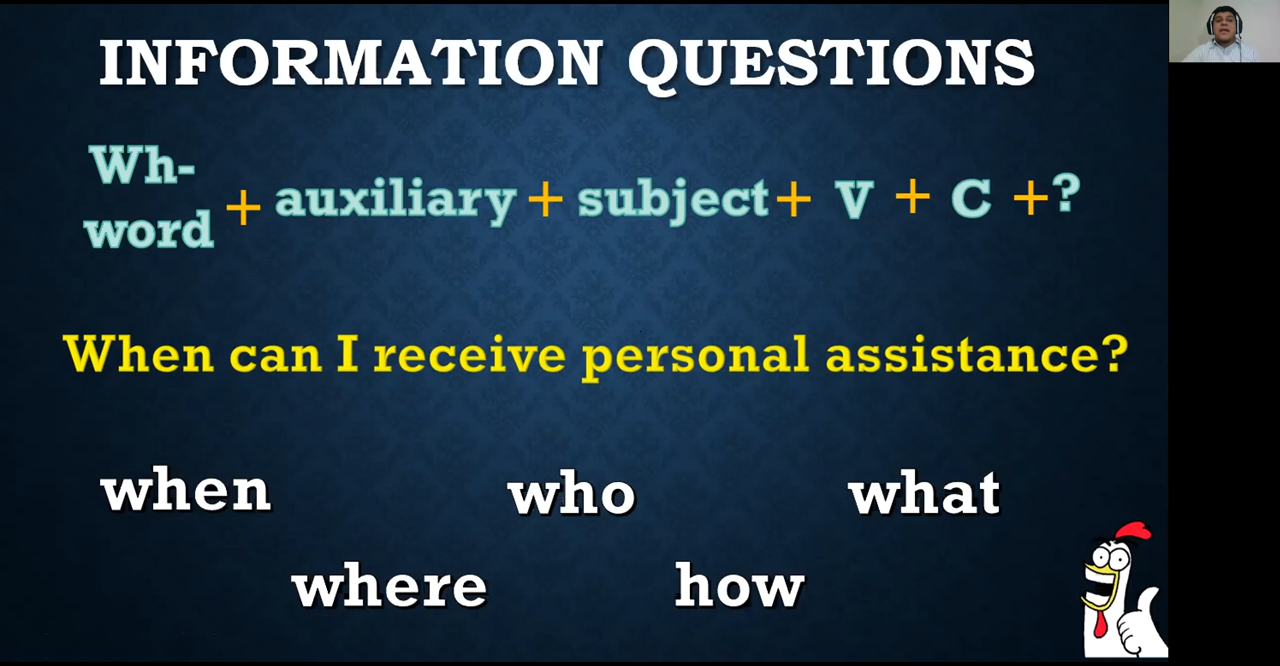 INFORMATION QUESTIONS
Wh-
word + auxiliary + subject + V + C + ?
When can I receive personal assistance?
when who what
where how